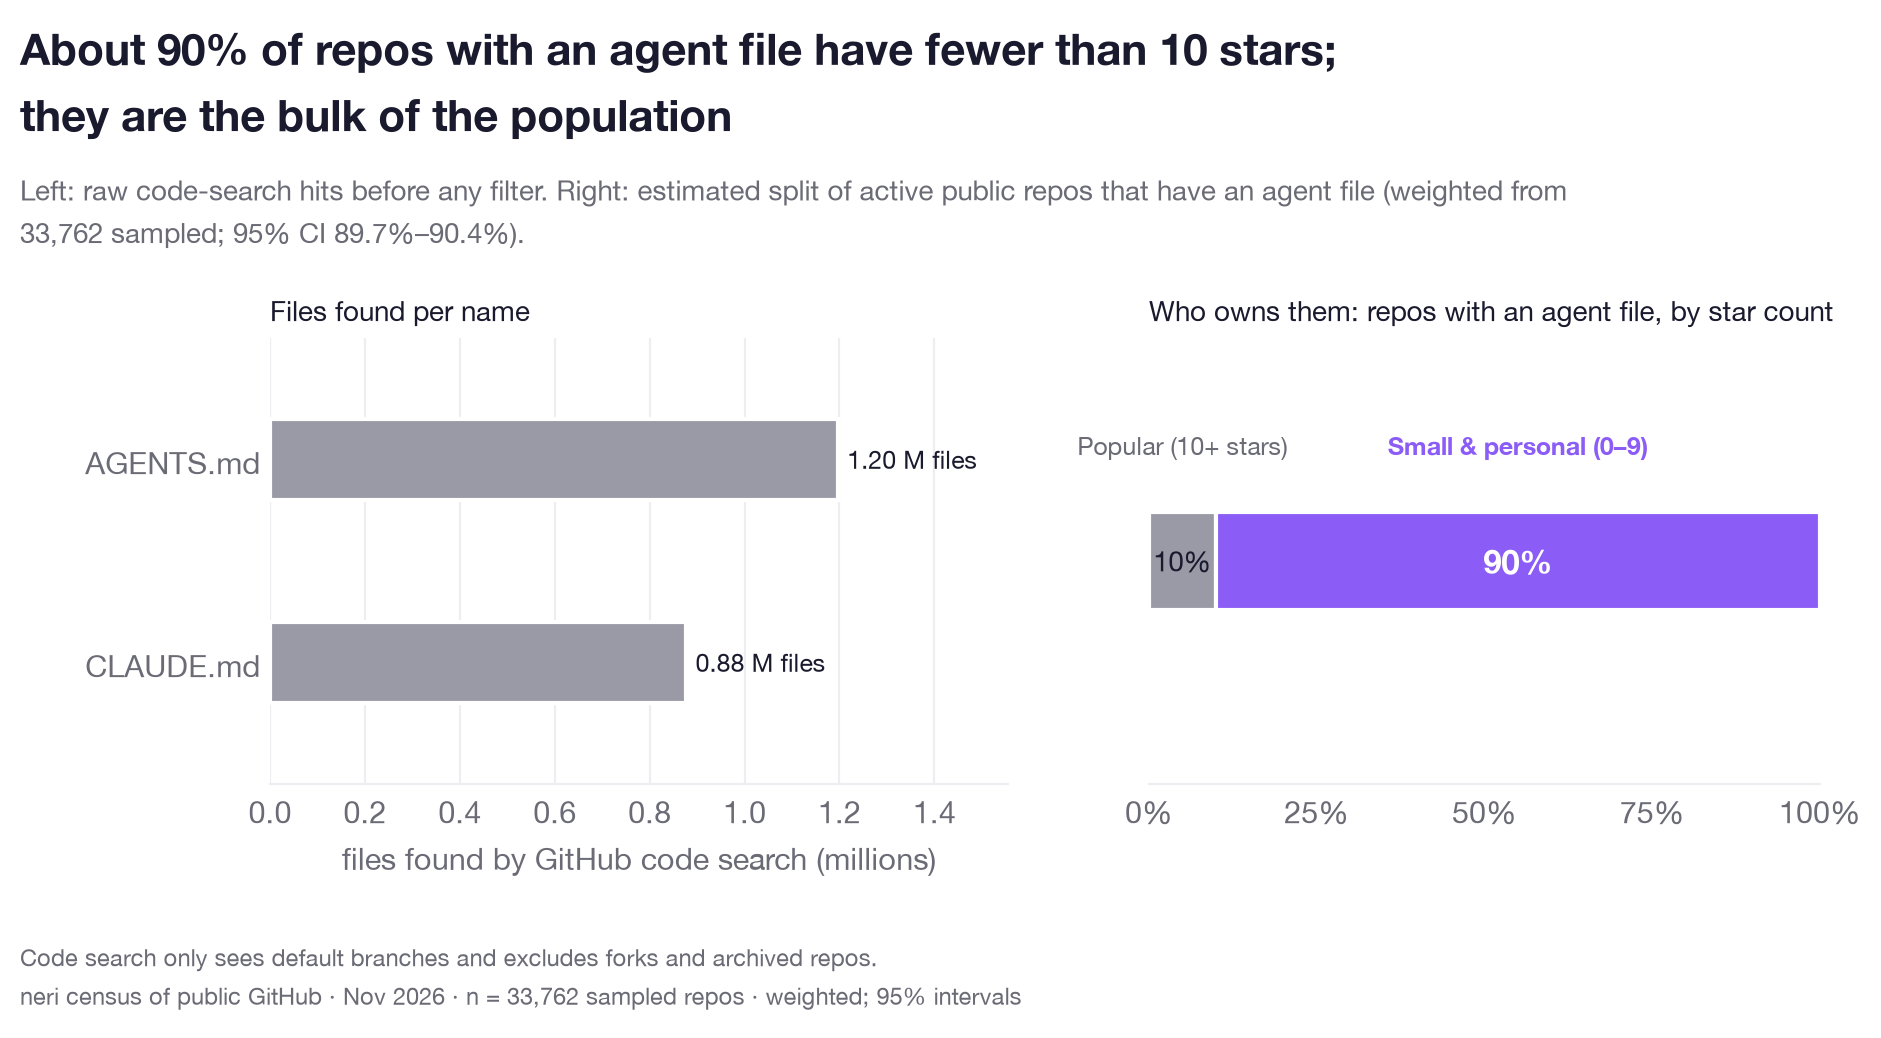 About 90% of repos with an agent file have fewer than 10 stars;
they are the bulk of the population
Left: raw code-search hits before any filter. Right: estimated split of active public repos that have an agent file (weighted from
33,762 sampled; 95% CI 89.7%–90.4%).
Files found per name
AGENTS.md
1.20 M files
CLAUDE.md
0.88 M files
0.0 0.2 0.4 0.6 0.8 1.0 1.2 1.4
files found by GitHub code search (millions)
Who owns them: repos with an agent file, by star count
Popular (10+ stars) Small & personal (0–9)
10% 90%
0% 25% 50% 75% 100%
Code search only sees default branches and excludes forks and archived repos.
neri census of public GitHub · Nov 2026 · n = 33,762 sampled repos · weighted; 95% intervals